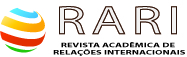 RARI
REVISTA ACADÊMICA DE
RELAÇÕES INTERNACIONAIS